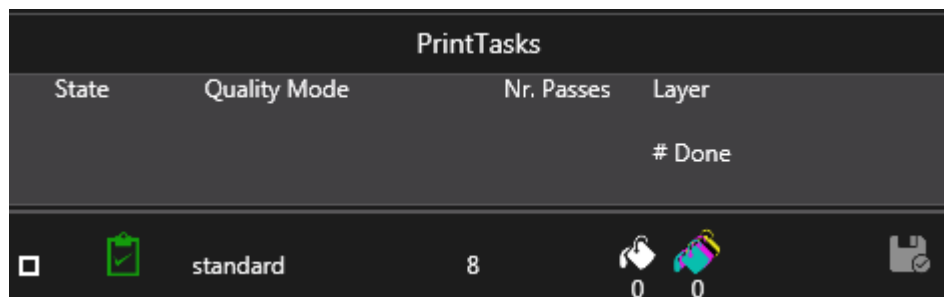 PrintTasks
State Quality Mode Nr. Passes Layer
# Done
standard 8
0 0